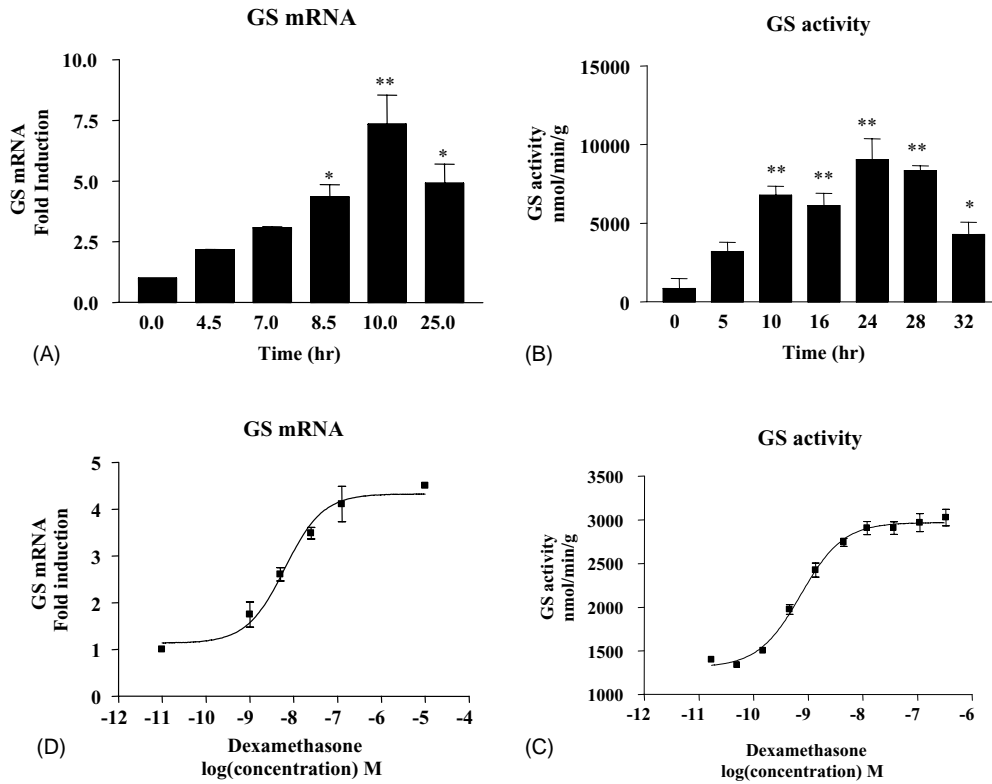 GS mRNA
GS mRNA
Fold Induction
10.0
7.5
5.0
2.5
0.0
*
**
*
0.0 4.5 7.0 8.5 10.0 25.0
Time (hr)
(A)
GS activity
GS activity
nmol/min/g
15000
10000
5000
0
**
**
**
**
*
0 5 10 16 24 28 32
Time (hr)
(B)
GS mRNA
GS mRNA
Fold induction
5
4
3
2
1
0
-12 -11 -10 -9 -8 -7 -6 -5 -4
Dexamethasone
log(concentration) M
(D)
GS activity
GS activity
nmol/min/g
3500
3000
2500
2000
1500
1000
-12 -11 -10 -9 -8 -7 -6
Dexamethasone
log(concentration) M
(C)